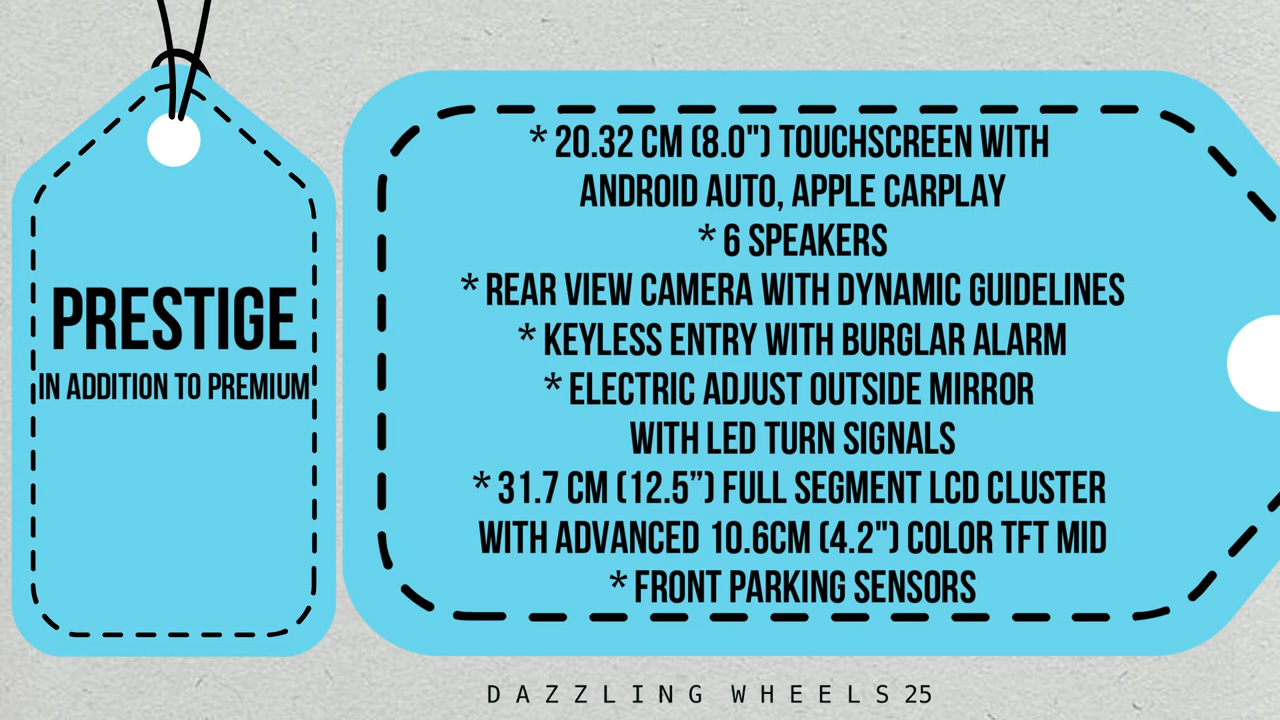 PRESTIGE
IN ADDITION TO PREMIUM
* 20.32 CM (8.0") TOUCHSCREEN WITH
ANDROID AUTO, APPLE CARPLAY
* 6 SPEAKERS
* REAR VIEW CAMERA WITH DYNAMIC GUIDELINES
* KEYLESS ENTRY WITH BURGLAR ALARM
* ELECTRIC ADJUST OUTSIDE MIRROR
WITH LED TURN SIGNALS
* 31.7 CM (12.5”) FULL SEGMENT LCD CLUSTER
WITH ADVANCED 10.6CM (4.2") COLOR TFT MID
* FRONT PARKING SENSORS
DAZZLING WHEELS 25